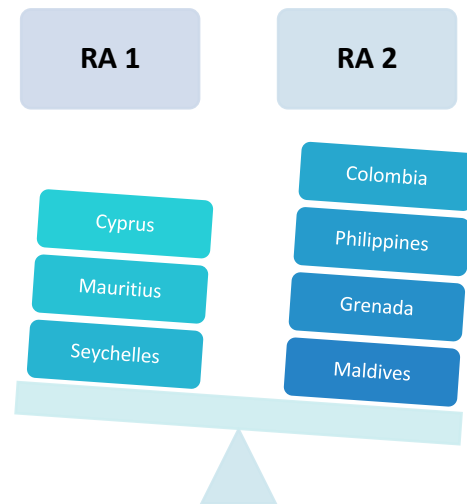 RA 1
RA 2
Cyprus
Mauritius
Seychelles
Colombia
Philippines
Grenada
Maldives